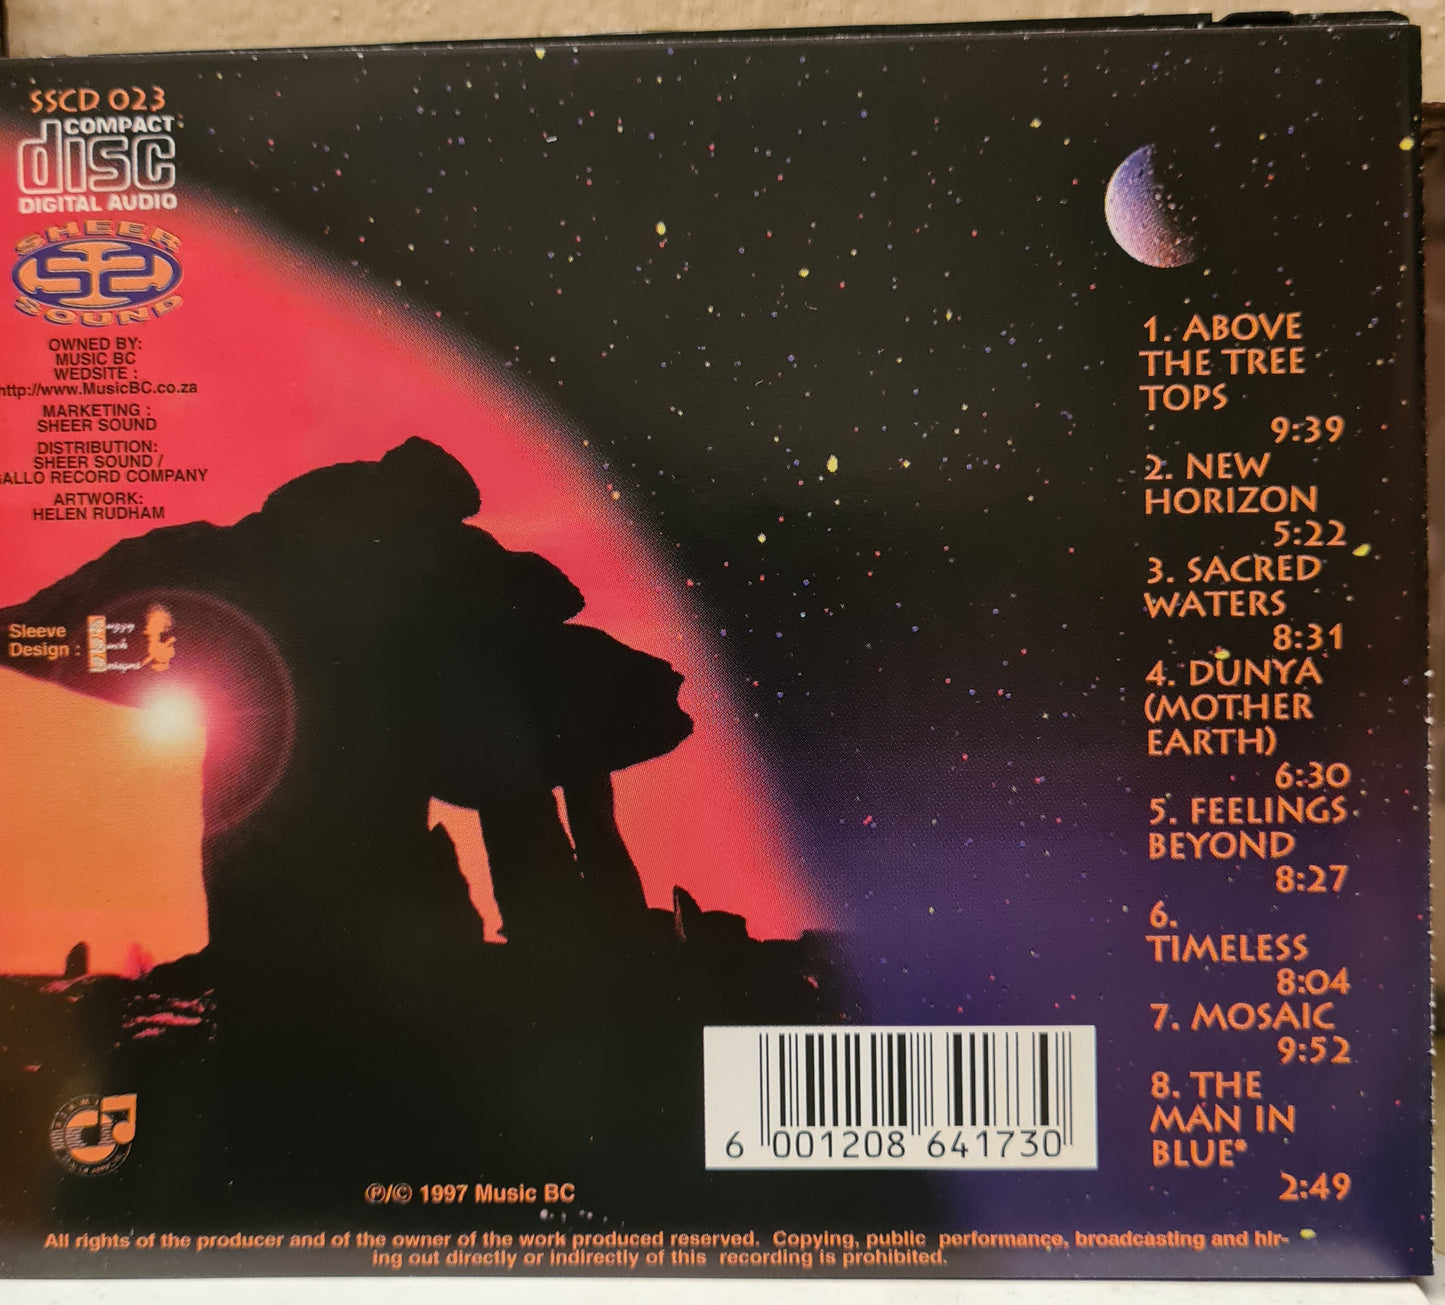 SSCD 023
COMPACT
disc
DIGITAL AUDIO
SHEER
SOUND
OWNED BY:
MUSIC BC
WEDSITE :
http://www.MusicBC.co.za
MARKETING :
SHEER SOUND
DISTRIBUTION:
SHEER SOUND /
GALLO RECORD COMPANY
ARTWORK:
HELEN RUDHAM
Sleeve
Design :
1. ABOVE
THE TREE
TOPS
9:39
2. NEW
HORIZON
5:22
3. SACRED
WATERS
8:31
4. DUNYA
(MOTHER
EARTH)
6:30
5. FEELINGS
BEYOND
8:27
6.
TIMELESS
8:04
7. MOSAIC
9:52
8. THE
MAN IN
BLUE*
2:49
6 001208 641730
℗/© 1997 Music BC
All rights of the producer and of the owner of the work produced reserved. Copying, public performance, broadcasting and hir-
ing out directly or indirectly of this recording is prohibited.